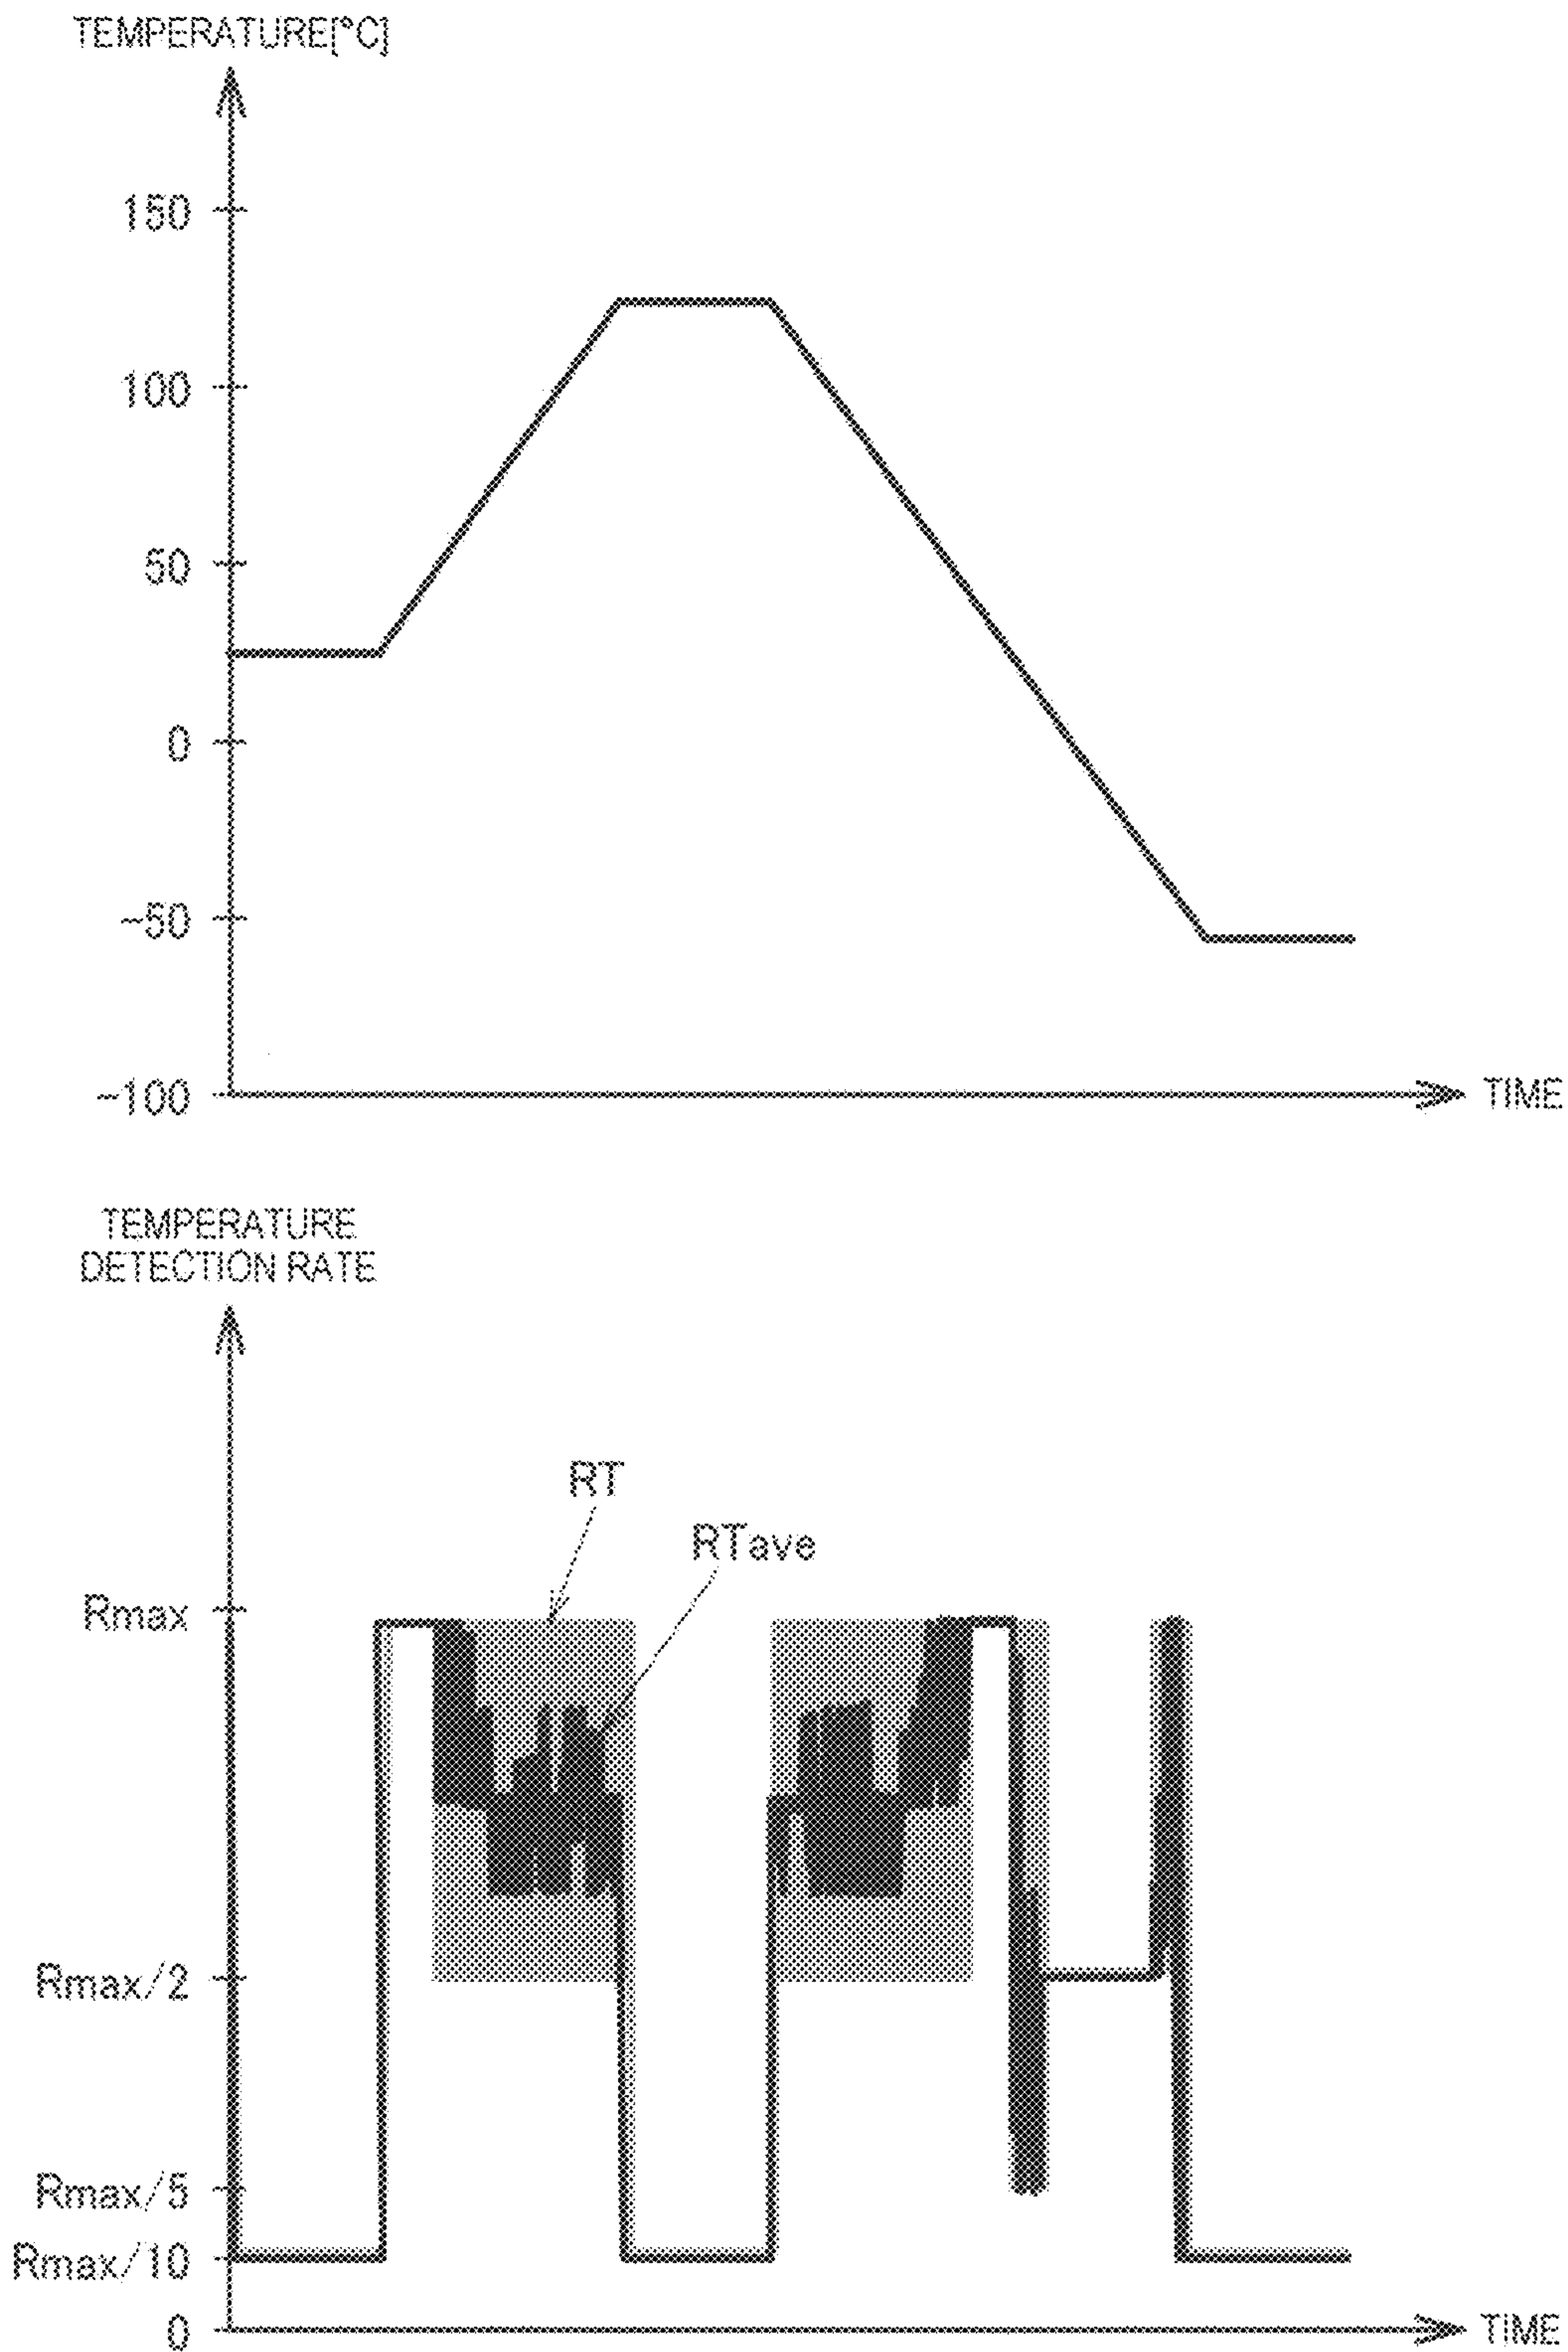 TEMPERATURE[°C]
150
100
50
0
-50
-100
TIME
TEMPERATURE
DETECTION RATE
RT
RTave
Rmax
Rmax/2
Rmax/5
Rmax/10
0
TIME